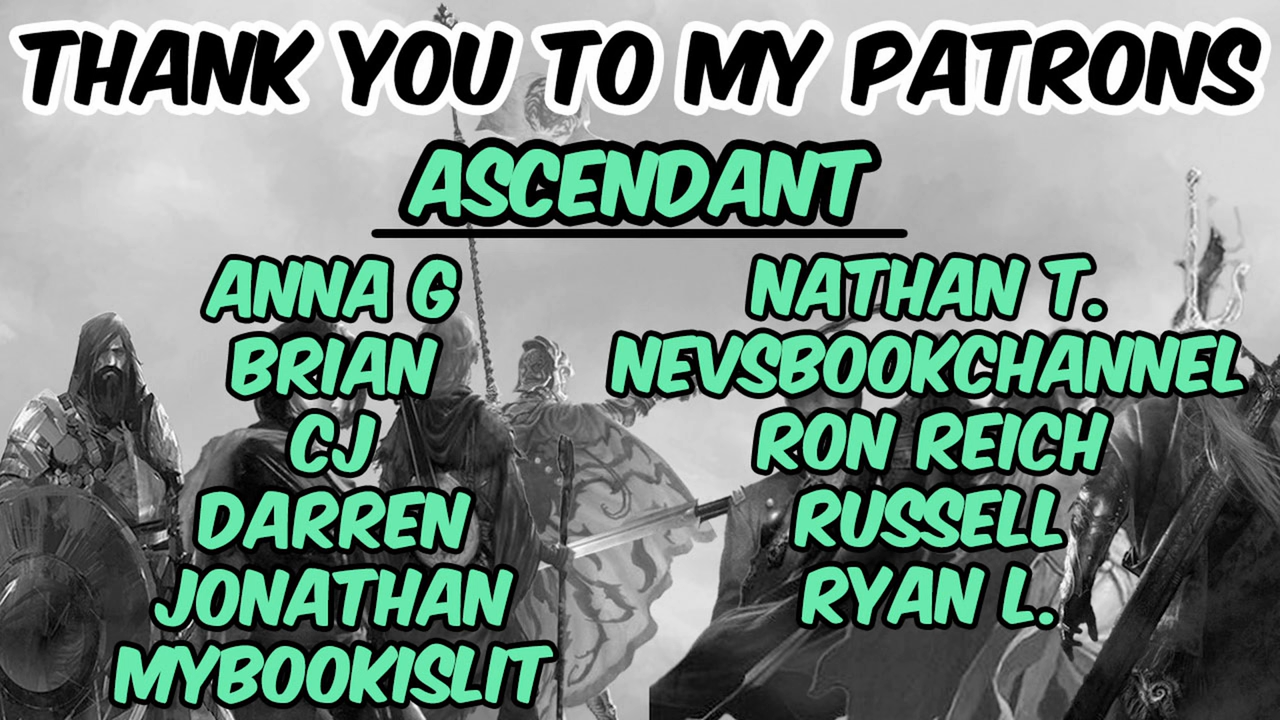 THANK YOU TO MY PATRONS
ASCENDANT
ANNA G
BRIAN
CJ
DARREN
JONATHAN
MYBOOKISLIT
NATHAN T.
NEVSBOOKCHANNEL
RON REICH
RUSSELL
RYAN L.